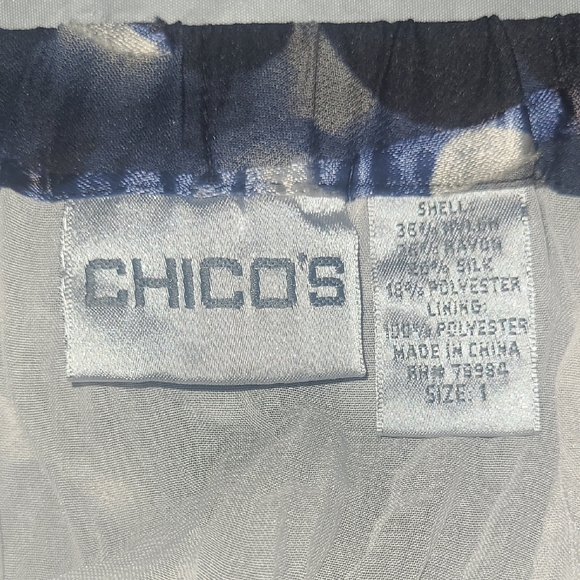 CHICO'S
SHELL:
36% NYLON
RAYON
20% SILK
18% POLYESTER
LINING:
100% POLYESTER
MADE IN CHINA
RN# 79984
SIZE: 1